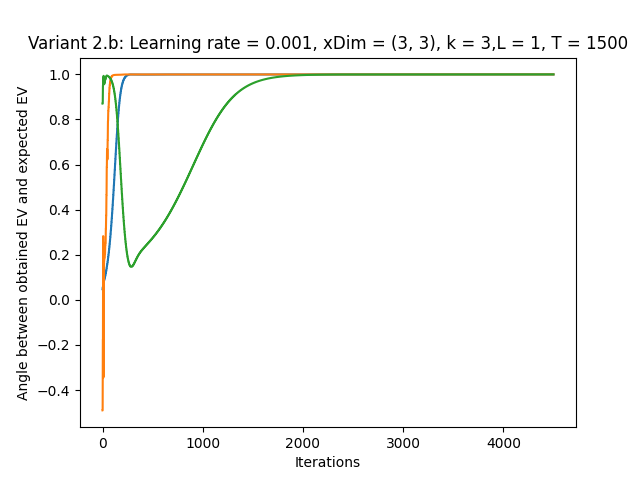 Variant 2.b: Learning rate = 0.001, xDim = (3, 3), k = 3,L = 1, T = 1500
1.0
0.8
0.6
0.4
0.2
0.0
−0.2
−0.4
Angle between obtained EV and expected EV
0 1000 2000 3000 4000
Iterations